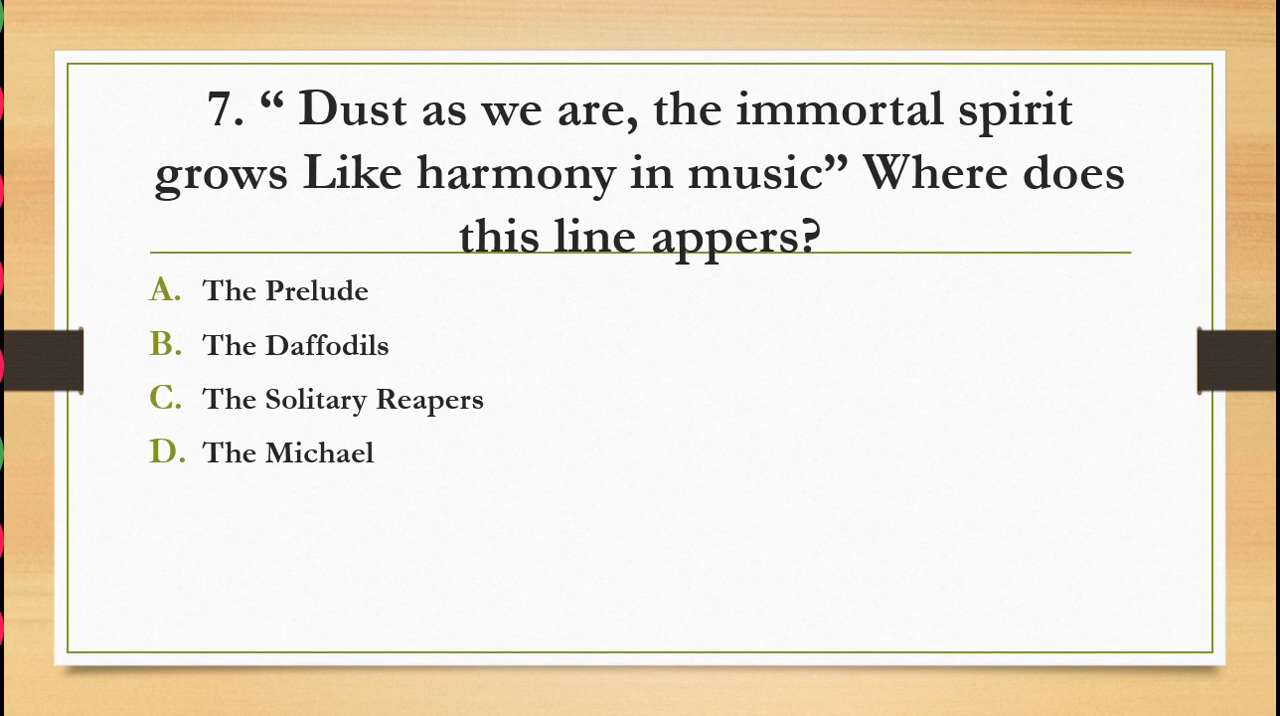 7. “ Dust as we are, the immortal spirit
grows Like harmony in music” Where does
this line appers?
A. The Prelude
B. The Daffodils
C. The Solitary Reapers
D. The Michael